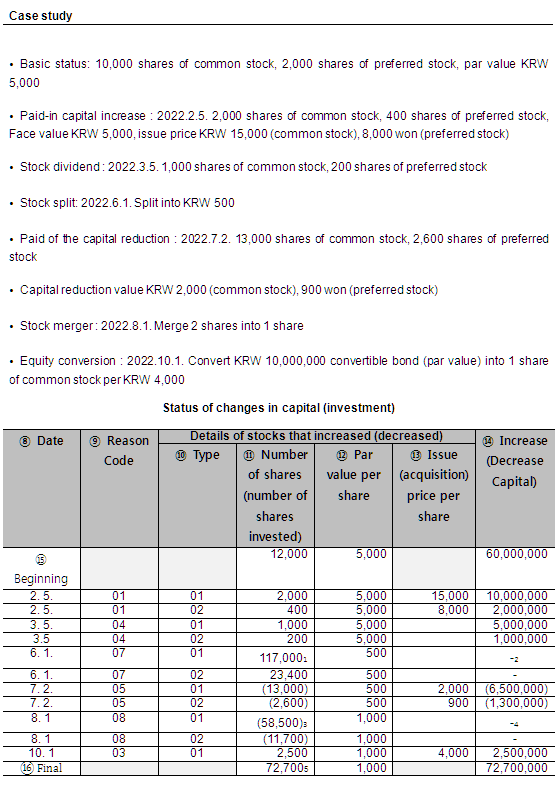 Case study
• Basic status: 10,000 shares of common stock, 2,000 shares of preferred stock, par value KRW
5,000
• Paid-in capital increase : 2022.2.5. 2,000 shares of common stock, 400 shares of preferred stock,
Face value KRW 5,000, issue price KRW 15,000 (common stock), 8,000 won (preferred stock)
• Stock dividend : 2022.3.5. 1,000 shares of common stock, 200 shares of preferred stock
• Stock split: 2022.6.1. Split into KRW 500
• Paid of the capital reduction : 2022.7.2. 13,000 shares of common stock, 2,600 shares of preferred
stock
• Capital reduction value KRW 2,000 (common stock), 900 won (preferred stock)
• Stock merger : 2022.8.1. Merge 2 shares into 1 share
• Equity conversion : 2022.10.1. Convert KRW 10,000,000 convertible bond (par value) into 1 share
of common stock per KRW 4,000
Status of changes in capital (investment)
⑧ Date ⑨ Reason Code Details of stocks that increased (decreased) ⑭ Increase (Decrease Capital)
⑩ Type ⑪ Number of shares (number of shares invested) ⑫ Par value per share ⑬ Issue (acquisition) price per share
⑮ Beginning 12,000 5,000 60,000,000
2. 5. 01 01 2,000 5,000 15,000 10,000,000
2. 5. 01 02 400 5,000 8,000 2,000,000
3. 5. 04 01 1,000 5,000 5,000,000
3.5 04 02 200 5,000 1,000,000
6. 1. 07 01 117,000₁ 500 -₂
6. 1. 07 02 23,400 500 -
7. 2. 05 01 (13,000) 500 2,000 (6,500,000)
7. 2. 05 02 (2,600) 500 900 (1,300,000)
8. 1 08 01 (58,500)₃ 1,000 -₄
8. 1 08 02 (11,700) 1,000 -
10. 1 03 01 2,500 1,000 4,000 2,500,000
⑯ Final 72,700₅ 1,000 72,700,000